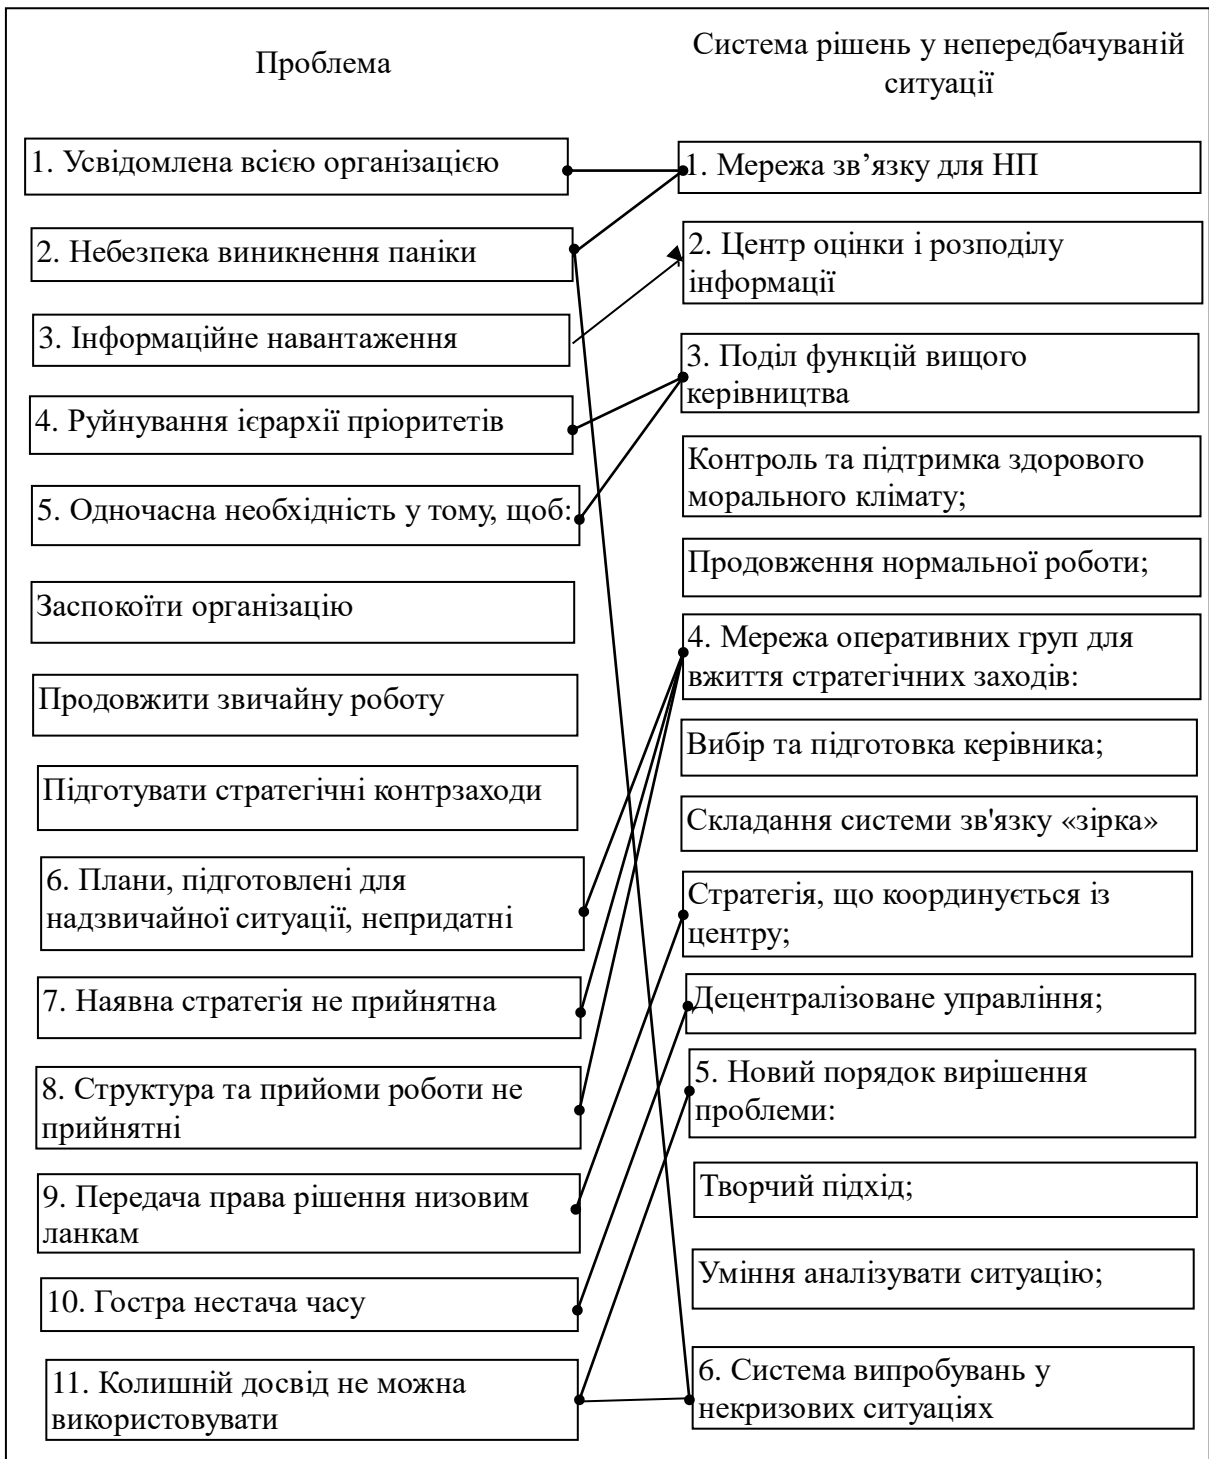 Проблема
Система рішень у непередбачуваній
ситуації
1. Усвідомлена всією організацією
2. Небезпека виникнення паніки
3. Інформаційне навантаження
4. Руйнування ієрархії пріоритетів
5. Одночасна необхідність у тому, щоб:
Заспокоїти організацію
Продовжити звичайну роботу
Підготувати стратегічні контрзаходи
6. Плани, підготовлені для
надзвичайної ситуації, непридатні
7. Наявна стратегія не прийнятна
8. Структура та прийоми роботи не
прийнятні
9. Передача права рішення низовим
ланкам
10. Гостра нестача часу
11. Колишній досвід не можна
використовувати
1. Мережа зв’язку для НП
2. Центр оцінки і розподілу
інформації
3. Поділ функцій вищого
керівництва
Контроль та підтримка здорового
морального клімату;
Продовження нормальної роботи;
4. Мережа оперативних груп для
вжиття стратегічних заходів:
Вибір та підготовка керівника;
Складання системи зв'язку «зірка»
Стратегія, що координується із
центру;
Децентралізоване управління;
5. Новий порядок вирішення
проблеми:
Творчий підхід;
Уміння аналізувати ситуацію;
6. Система випробувань у
некризових ситуаціях